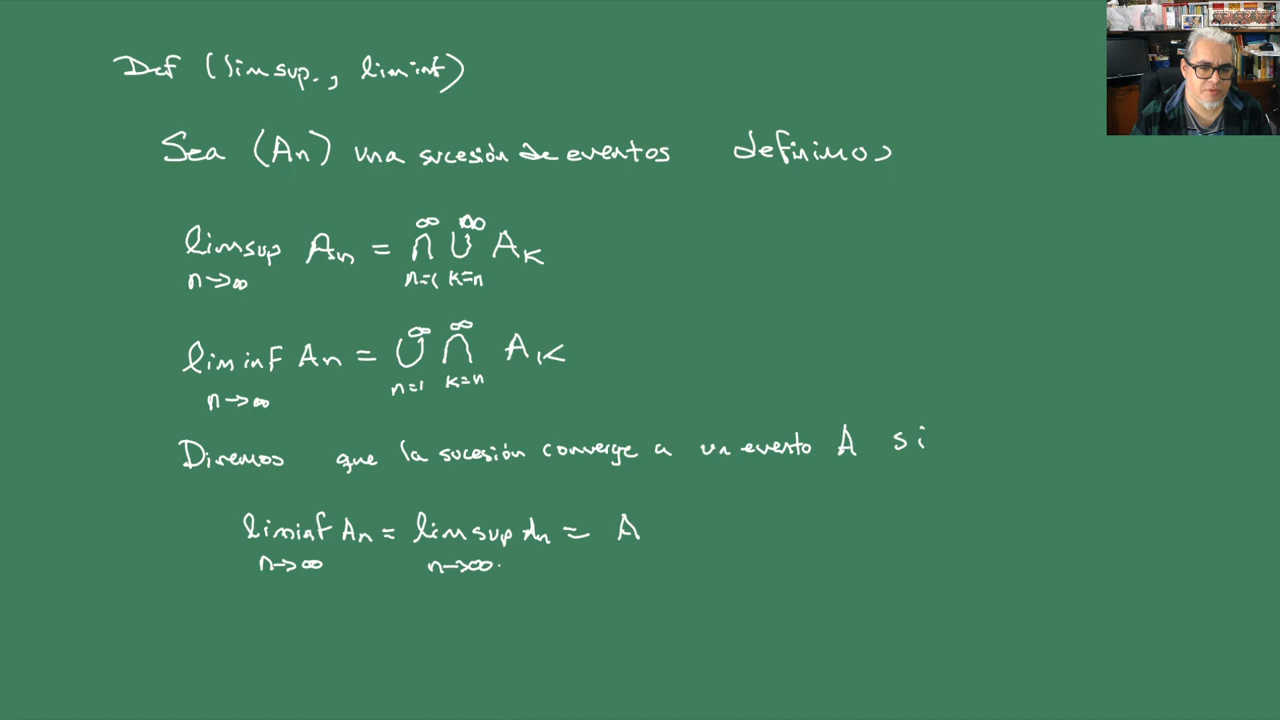 Def (limsup., liminf)
Sea (An) una sucesión de eventos definimos
limsup An = ∩ ∪ AK
n→∞ n=1 k=n ∞ ∞
liminf An = ∪ ∩ AK
n→∞ n=1 k=n ∞ ∞
Diremos que la sucesión converge a un evento A si
liminf An = limsup An = A
n→∞ n→∞.